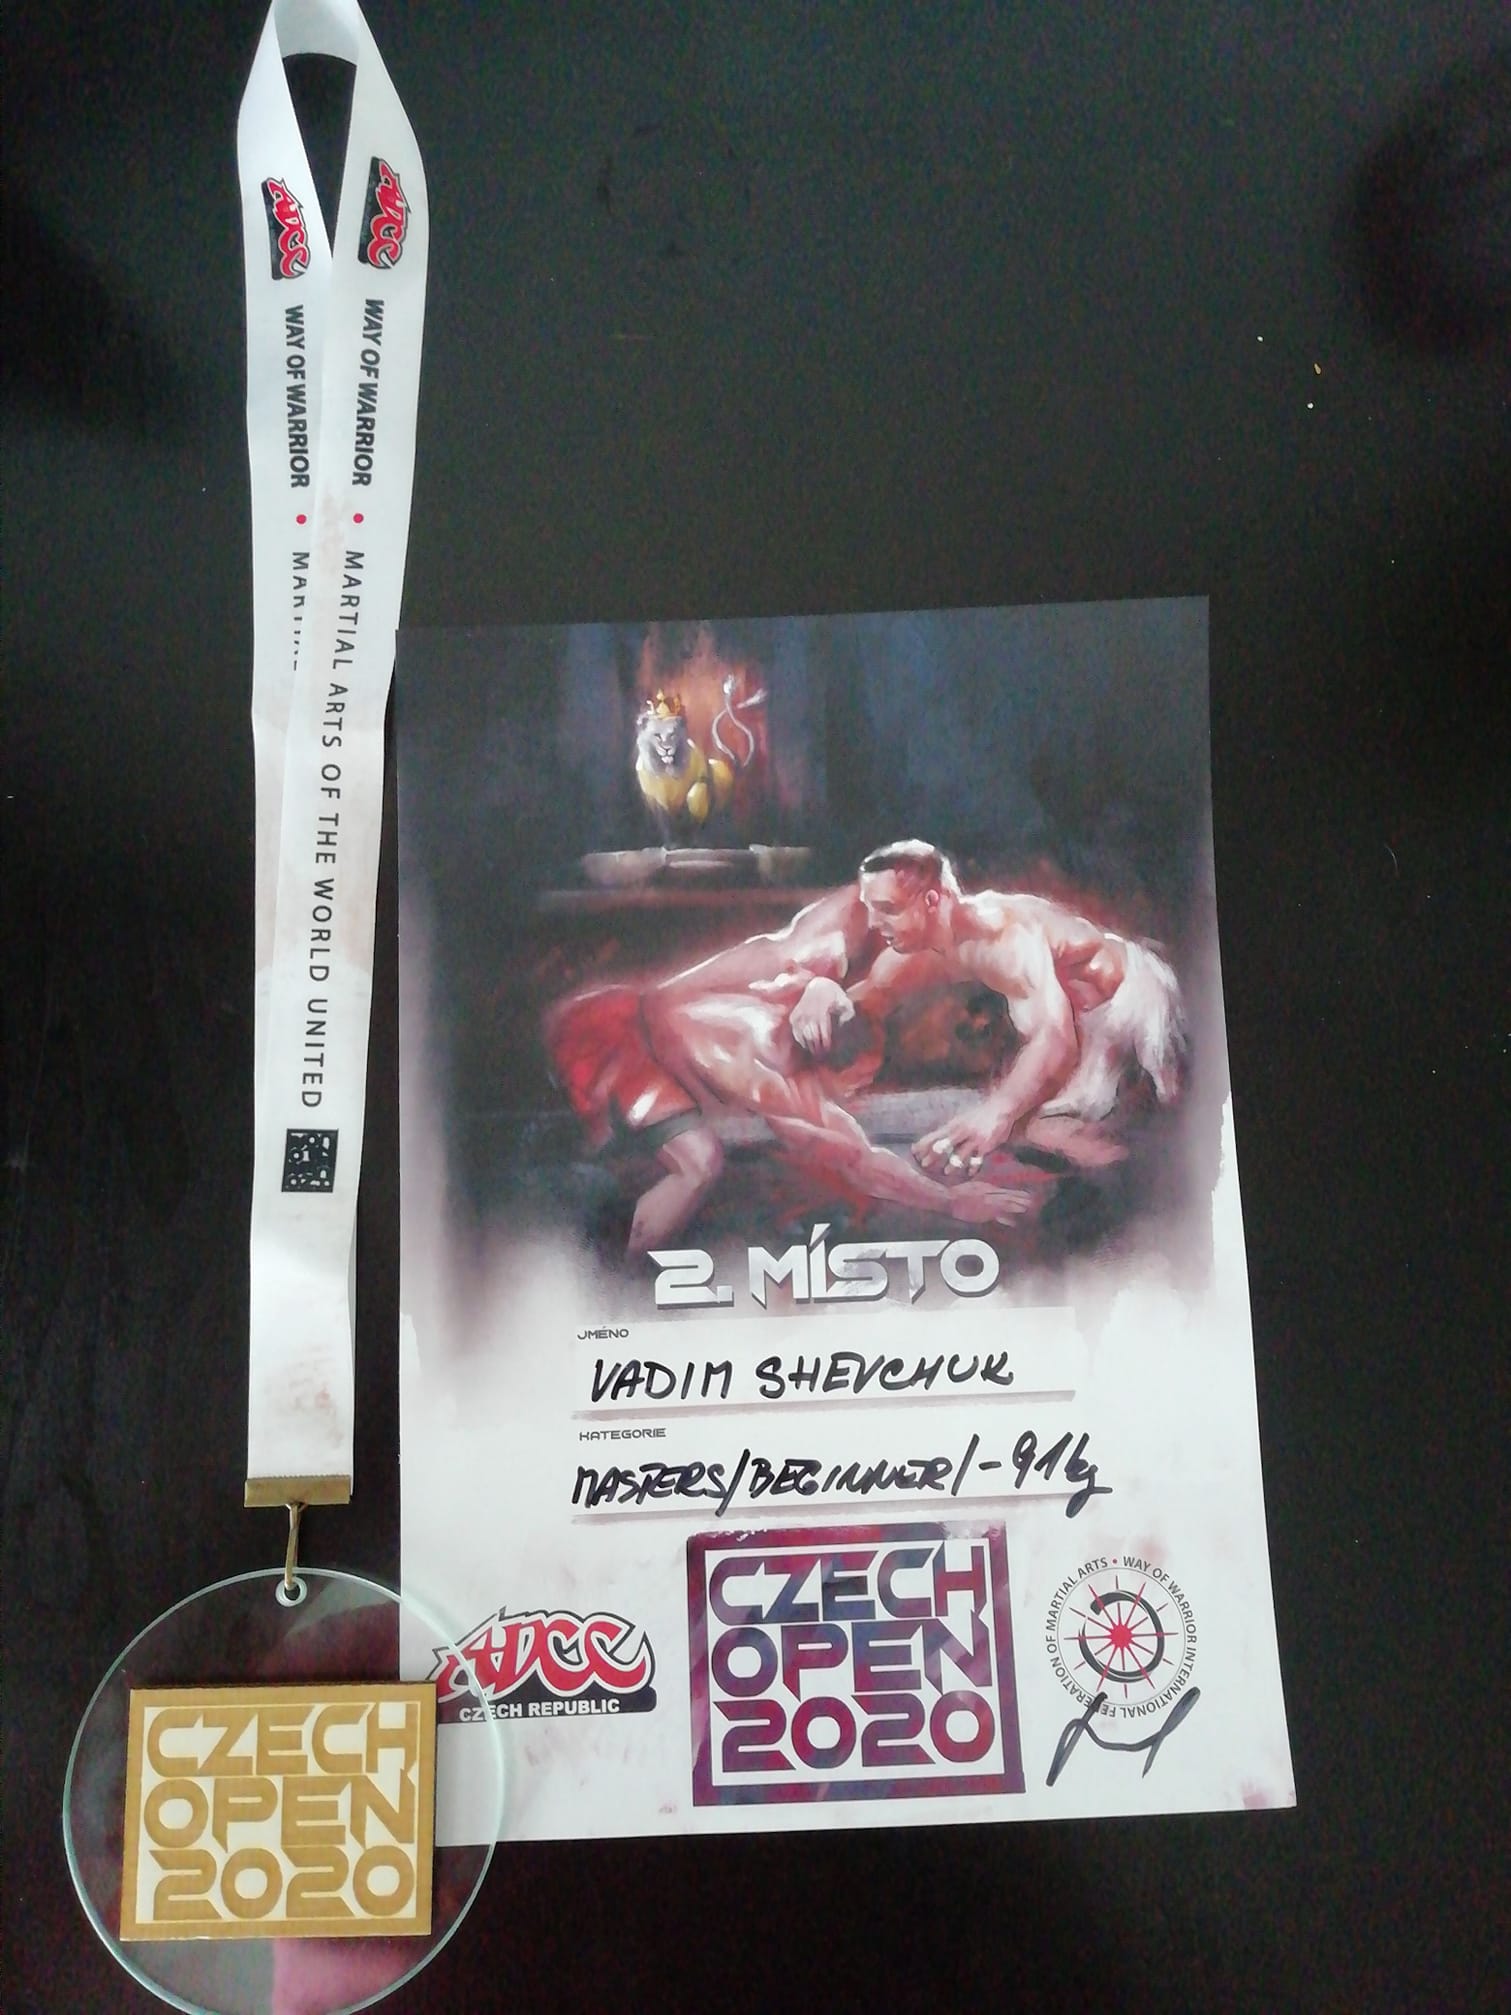 ADCC
ADCC
WAY OF WARRIOR
WAY OF WARRIOR • MARTIAL ARTS OF THE WORLD UNITED
2. MÍSTO
JMÉNO
VADIM SHEVCHUK
KATEGORIE
MASTERS/BEGINNER/-91kg
ADCC
CZECH REPUBLIC
CZECH
OPEN
2020
FEDERATION OF MARTIAL ARTS • WAY OF WARRIOR INTERNATIONAL
CZECH
OPEN
2020